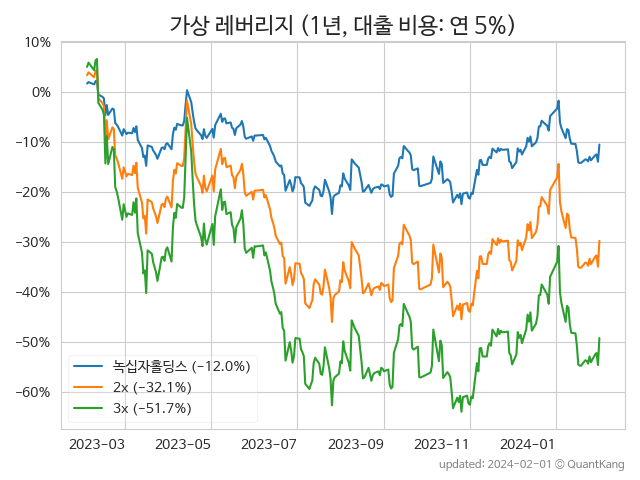 가상 레버리지 (1년, 대출 비용: 연 5%)
10%
0%
−10%
−20%
−30%
−40%
−50%
−60%
녹십자홀딩스 (−12.0%)
2x (−32.1%)
3x (−51.7%)
2023-03 2023-05 2023-07 2023-09 2023-11 2024-01
updated: 2024-02-01 © QuantKang